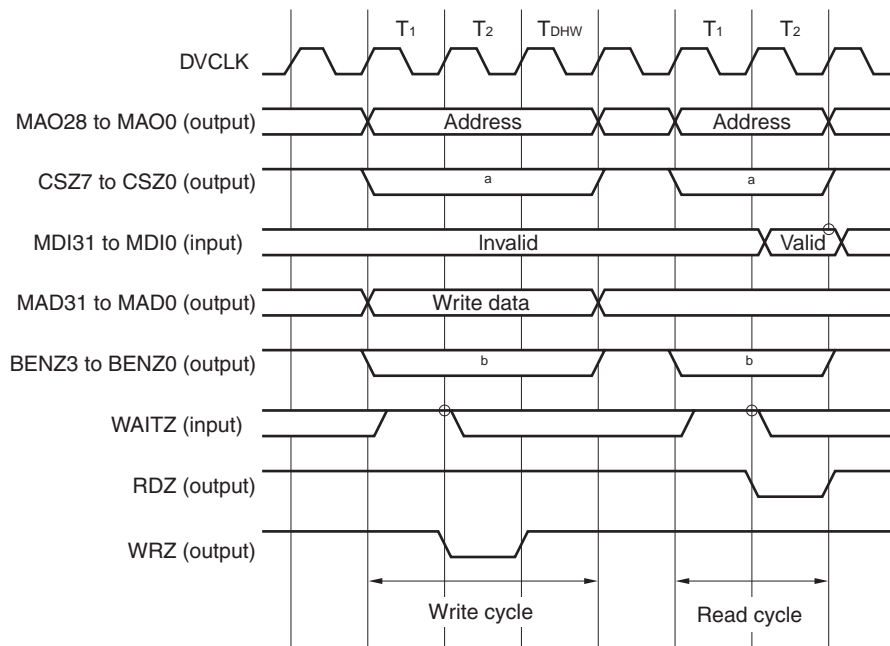 T1 T2 TDHW T1 T2
DVCLK
MAO28 to MAO0 (output) Address Address
CSZ7 to CSZ0 (output) a a
MDI31 to MDI0 (input) Invalid Valid
MAD31 to MAD0 (output) Write data
BENZ3 to BENZ0 (output) b b
WAITZ (input)
RDZ (output)
WRZ (output)
Write cycle Read cycle